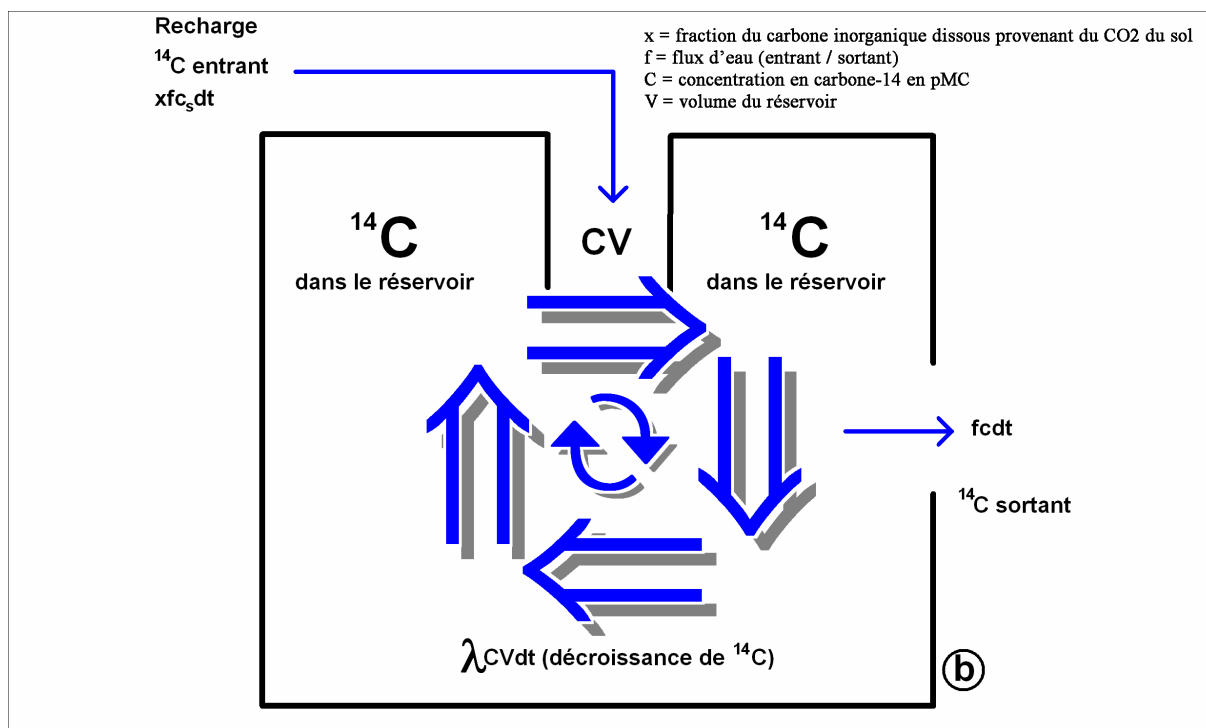 Recharge
¹⁴C entrant
xfcₛdt
x = fraction du carbone inorganique dissous provenant du CO2 du sol
f = flux d’eau (entrant / sortant)
C = concentration en carbone-14 en pMC
V = volume du réservoir
¹⁴C
dans le réservoir
CV
¹⁴C
dans le réservoir
fcdt
¹⁴C sortant
λCVdt (décroissance de ¹⁴C)
b